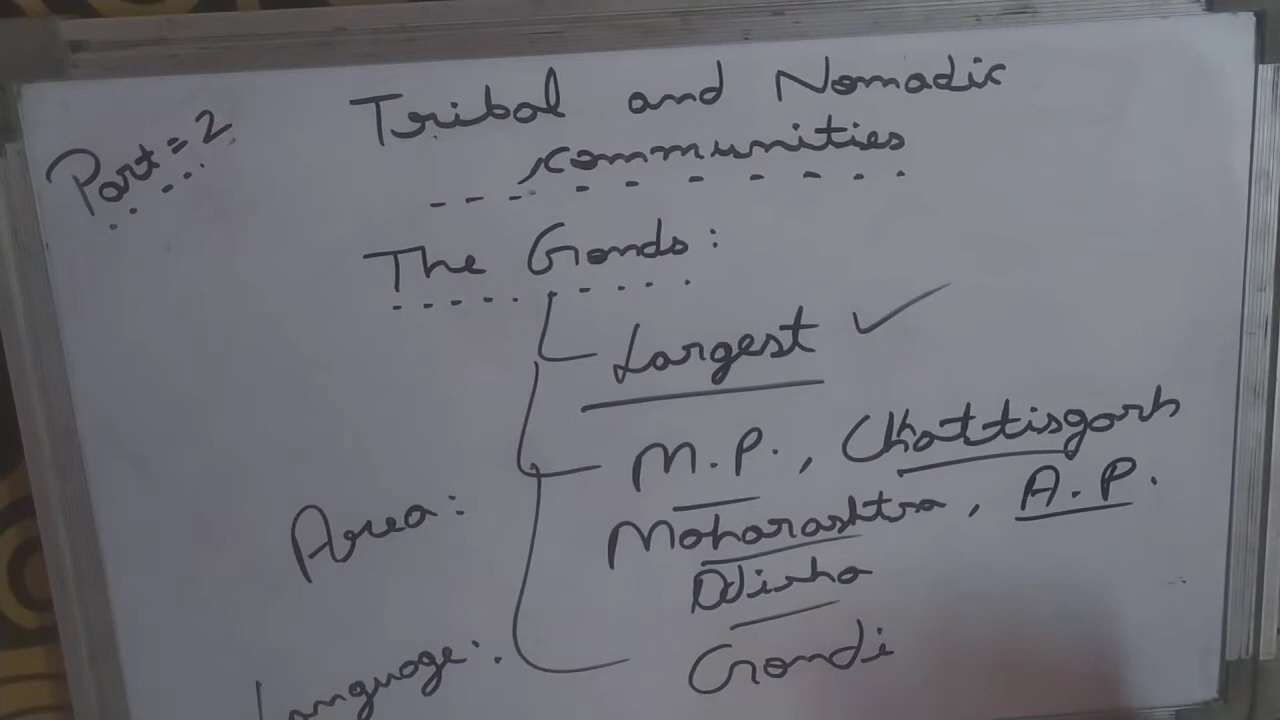 Part = 2
Tribal and Nomadic
communities
The Gonds :
Largest ✓
Area :
M.P., Chattisgarh
Maharashtra, A.P.
Odisha
Language :
Gondi